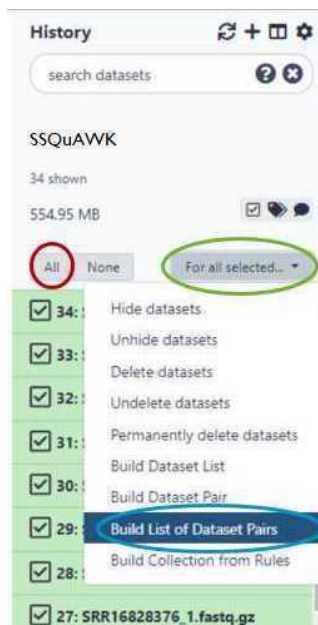 History
search datasets
SSQuAWK
34 shown
554.95 MB
All None For all selected...
34: S
Hide datasets
33: S
Unhide datasets
Delete datasets
32: S
Undelete datasets
31: S
Permanently delete datasets
Build Dataset List
30: S
Build Dataset Pair
29: S
Build List of Dataset Pairs
28: S
Build Collection from Rules
27: SRR16828376_1.fastq.gz